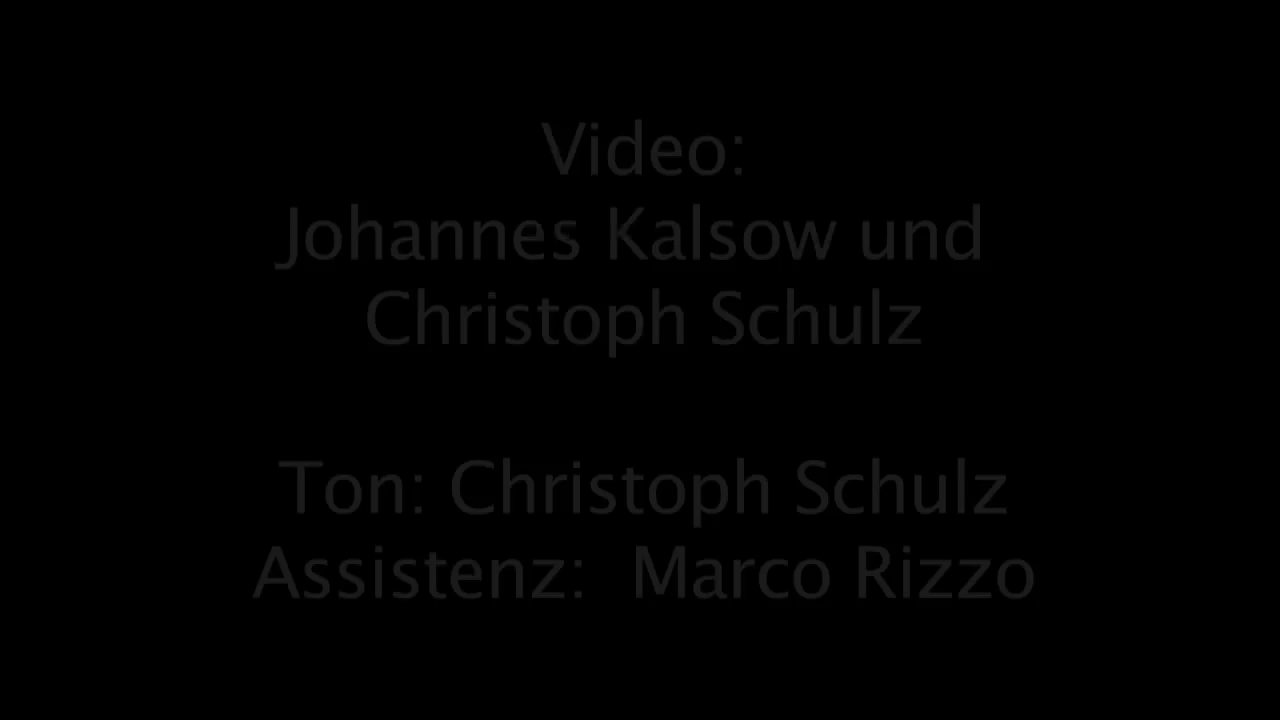 Video:
Johannes Kalsow und
Christoph Schulz
Ton: Christoph Schulz
Assistenz:  Marco Rizzo